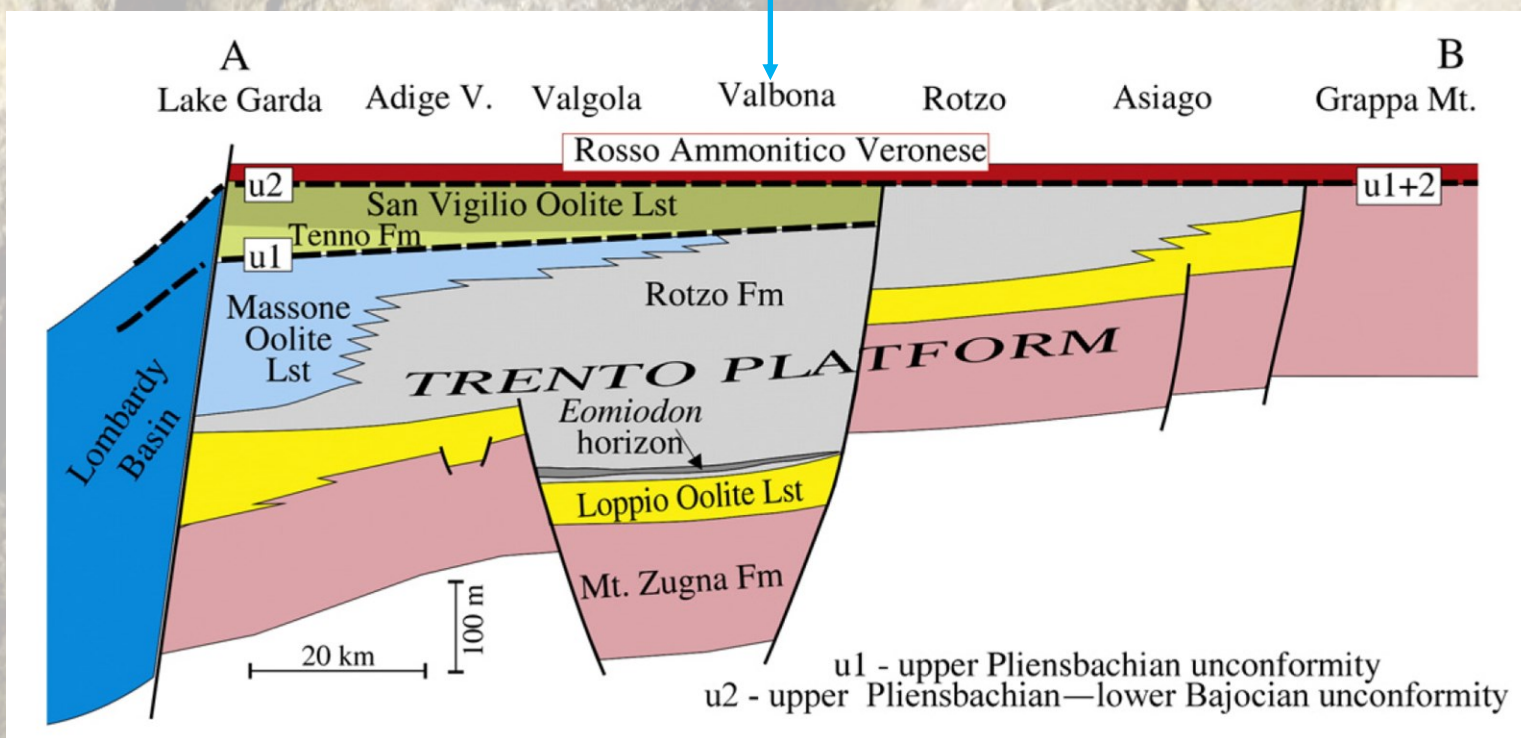 A
B
Lake Garda
Adige V.
Valgola
Valbona
Rotzo
Asiago
Grappa Mt.
Rosso Ammonitico Veronese
u2
u1+2
San Vigilio Oolite Lst
Tenno Fm
u1
Massone
Oolite
Lst
Rotzo Fm
TRENTO PLATFORM
Lombardy
Basin
Eomiodon
horizon
Loppio Oolite Lst
Mt. Zugna Fm
100 m
20 km
u1 - upper Pliensbachian unconformity
u2 - upper Pliensbachian—lower Bajocian unconformity